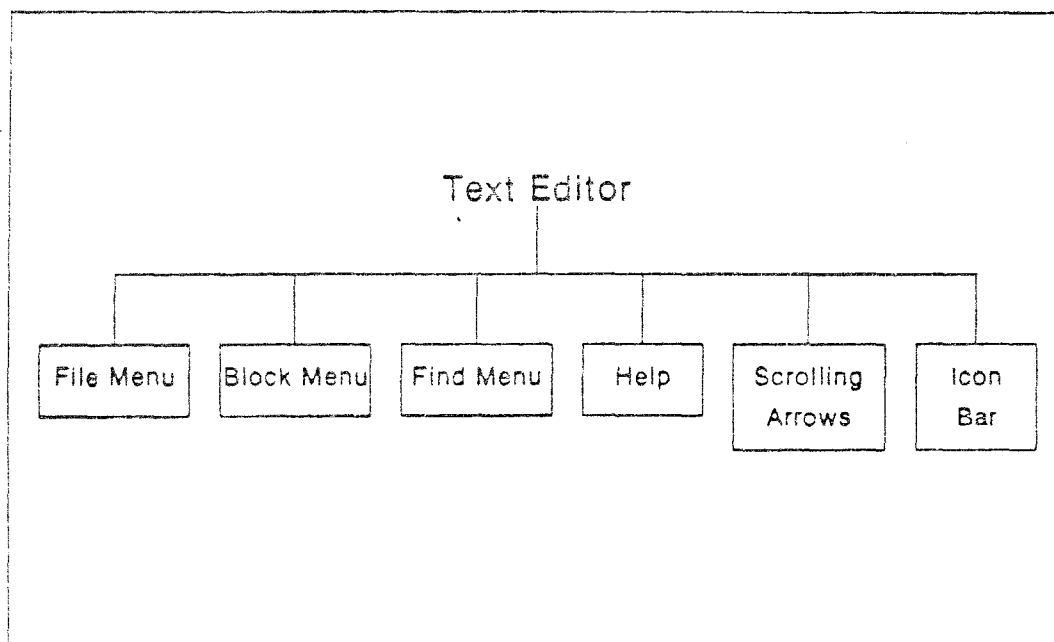 Text Editor
File Menu
Block Menu
Find Menu
Help
Scrolling
Arrows
Icon
Bar